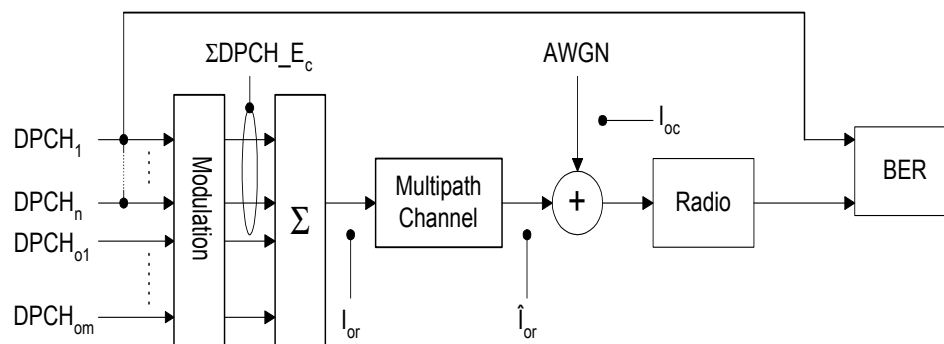 ΣDPCH_E_c
AWGN
DPCH_1
I_oc
BER
Modulation
Multipath
Channel
DPCH_n
Σ
+
Radio
DPCH_o1
I_or
Î_or
DPCH_om